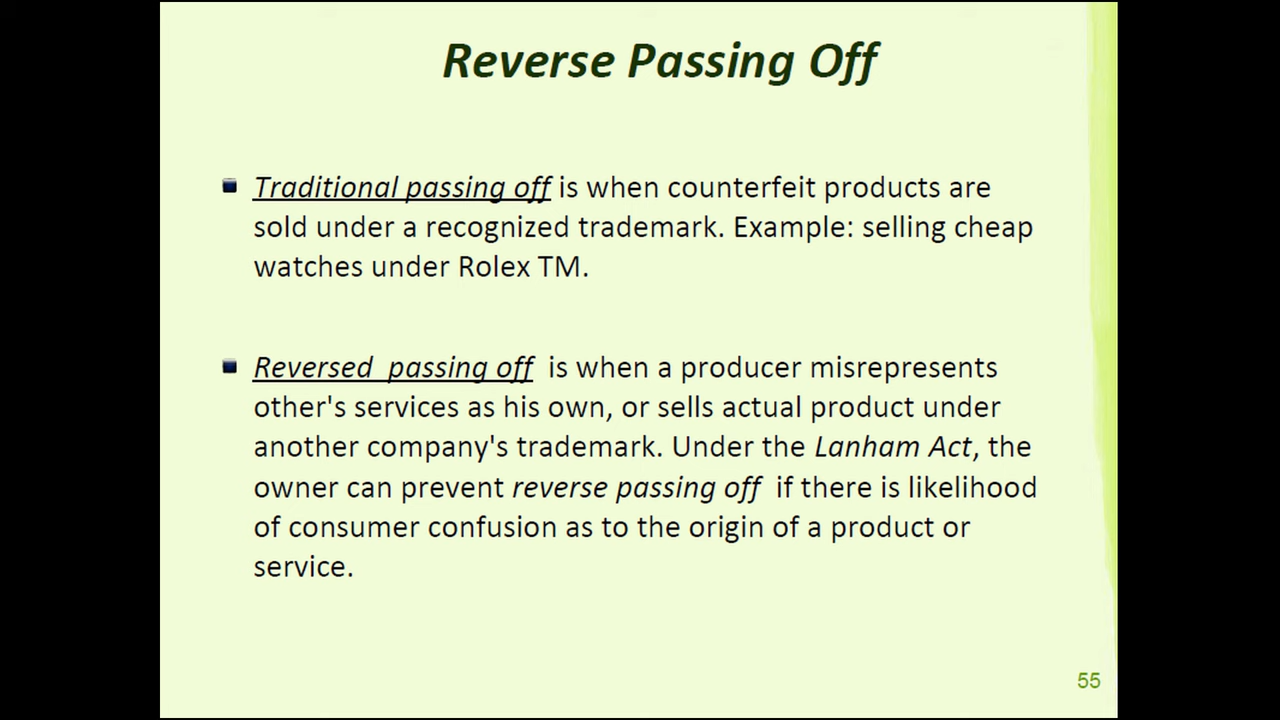 Reverse Passing Off
Traditional passing off is when counterfeit products are
sold under a recognized trademark. Example: selling cheap
watches under Rolex TM.
Reversed passing off is when a producer misrepresents
other's services as his own, or sells actual product under
another company's trademark. Under the Lanham Act, the
owner can prevent reverse passing off if there is likelihood
of consumer confusion as to the origin of a product or
service.
55